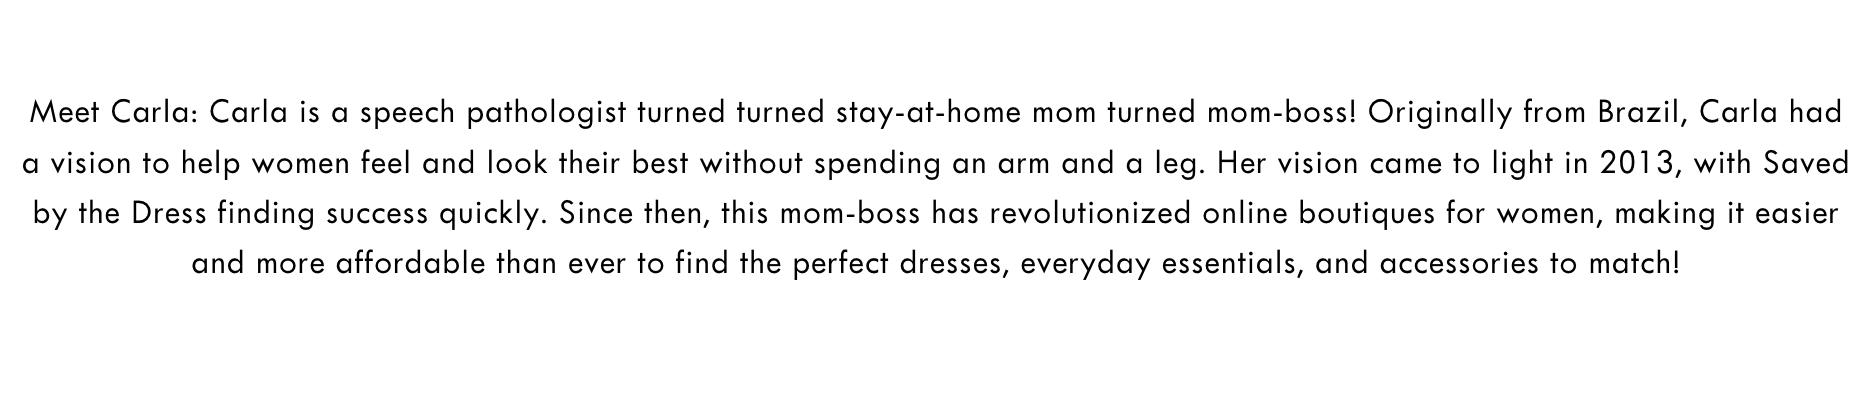 Meet Carla: Carla is a speech pathologist turned turned stay-at-home mom turned mom-boss! Originally from Brazil, Carla had
a vision to help women feel and look their best without spending an arm and a leg. Her vision came to light in 2013, with Saved
by the Dress finding success quickly. Since then, this mom-boss has revolutionized online boutiques for women, making it easier
and more affordable than ever to find the perfect dresses, everyday essentials, and accessories to match!